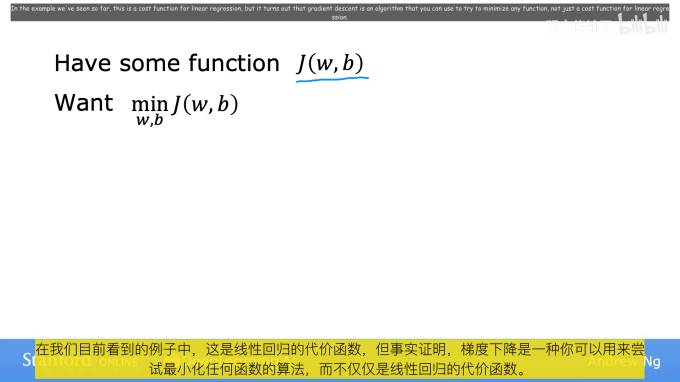 In the example we've seen so far, this is a cost function for linear regression, but it turns out that gradient descent is an algorithm that you can use to try to minimize any function, not just a cost function for linear regre
ssion.
Have some function J(w, b)
Want min J(w, b)
w,b
在我们目前看到的例子中，这是线性回归的代价函数，但事实证明，梯度下降是一种你可以用来尝
试最小化任何函数的算法，而不仅仅是线性回归的代价函数。
Andrew Ng